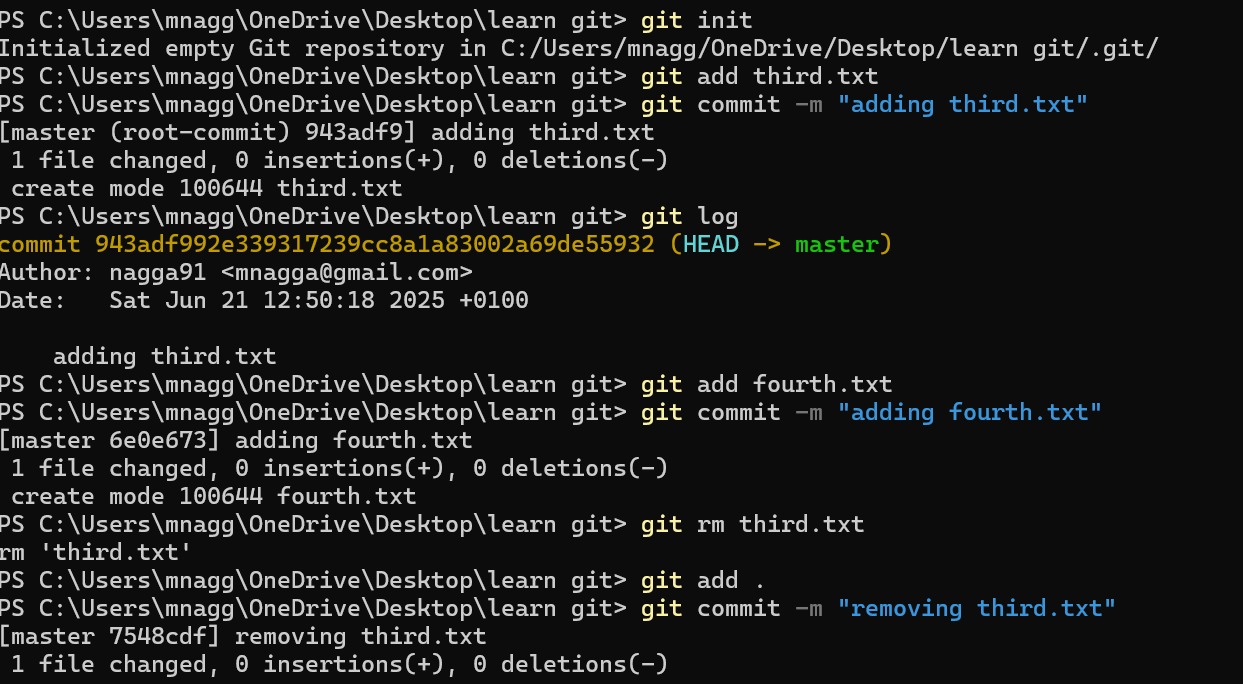 PS C:\Users\mnagg\OneDrive\Desktop\learn git> git init
Initialized empty Git repository in C:/Users/mnagg/OneDrive/Desktop/learn git/.git/
PS C:\Users\mnagg\OneDrive\Desktop\learn git> git add third.txt
PS C:\Users\mnagg\OneDrive\Desktop\learn git> git commit -m "adding third.txt"
[master (root-commit) 943adf9] adding third.txt
 1 file changed, 0 insertions(+), 0 deletions(-)
 create mode 100644 third.txt
PS C:\Users\mnagg\OneDrive\Desktop\learn git> git log
commit 943adf992e339317239cc8a1a83002a69de55932 (HEAD -> master)
Author: nagga91 <mnagga@gmail.com>
Date:   Sat Jun 21 12:50:18 2025 +0100

    adding third.txt
PS C:\Users\mnagg\OneDrive\Desktop\learn git> git add fourth.txt
PS C:\Users\mnagg\OneDrive\Desktop\learn git> git commit -m "adding fourth.txt"
[master 6e0e673] adding fourth.txt
 1 file changed, 0 insertions(+), 0 deletions(-)
 create mode 100644 fourth.txt
PS C:\Users\mnagg\OneDrive\Desktop\learn git> git rm third.txt
rm 'third.txt'
PS C:\Users\mnagg\OneDrive\Desktop\learn git> git add .
PS C:\Users\mnagg\OneDrive\Desktop\learn git> git commit -m "removing third.txt"
[master 7548cdf] removing third.txt
 1 file changed, 0 insertions(+), 0 deletions(-)